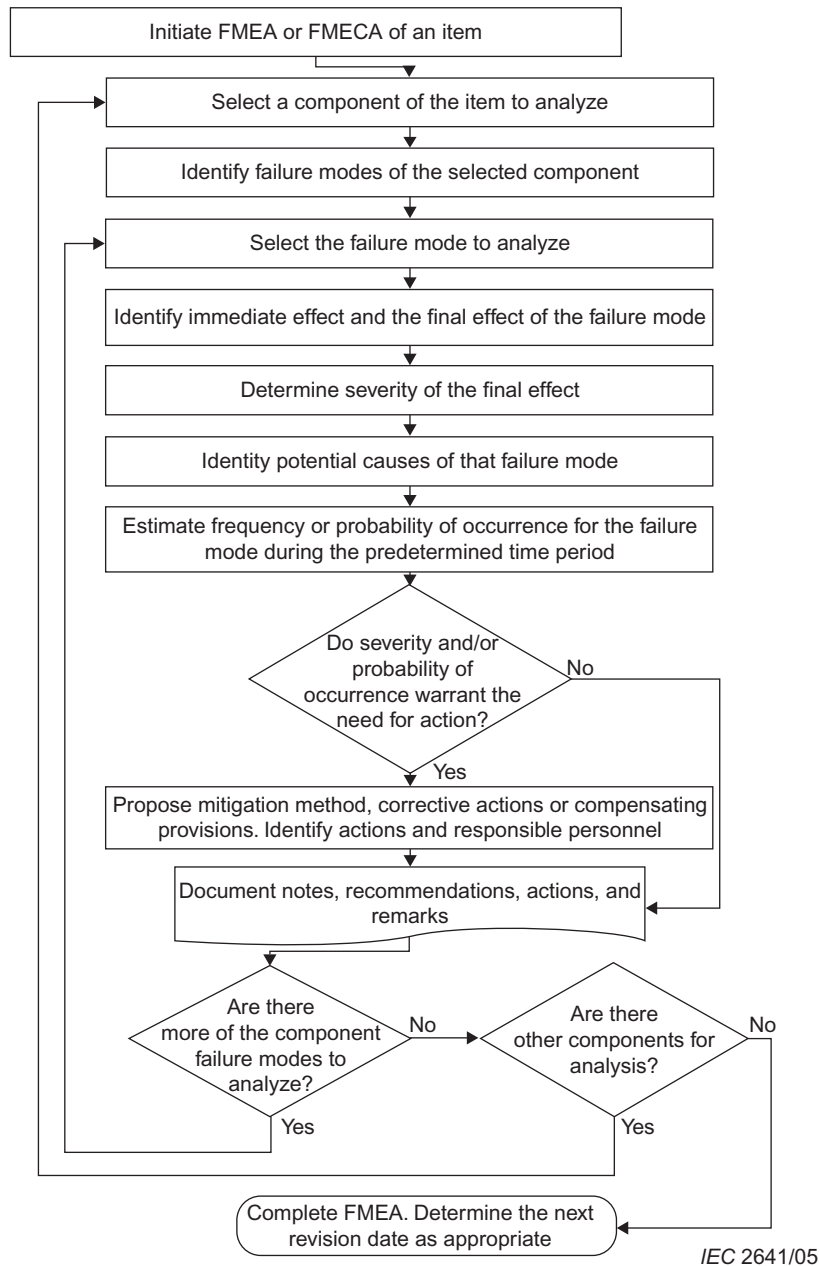 Initiate FMEA or FMECA of an item
Select a component of the item to analyze
Identify failure modes of the selected component
Select the failure mode to analyze
Identify immediate effect and the final effect of the failure mode
Determine severity of the final effect
Identity potential causes of that failure mode
Estimate frequency or probability of occurrence for the failure
mode during the predetermined time period
Do severity and/or
probability of
occurrence warrant the
need for action?
No
Yes
Propose mitigation method, corrective actions or compensating
provisions. Identify actions and responsible personnel
Document notes, recommendations, actions, and
remarks
Are there
more of the component
failure modes to
analyze?
No
Yes
Are there
other components for
analysis?
No
Yes
Complete FMEA. Determine the next
revision date as appropriate
IEC 2641/05